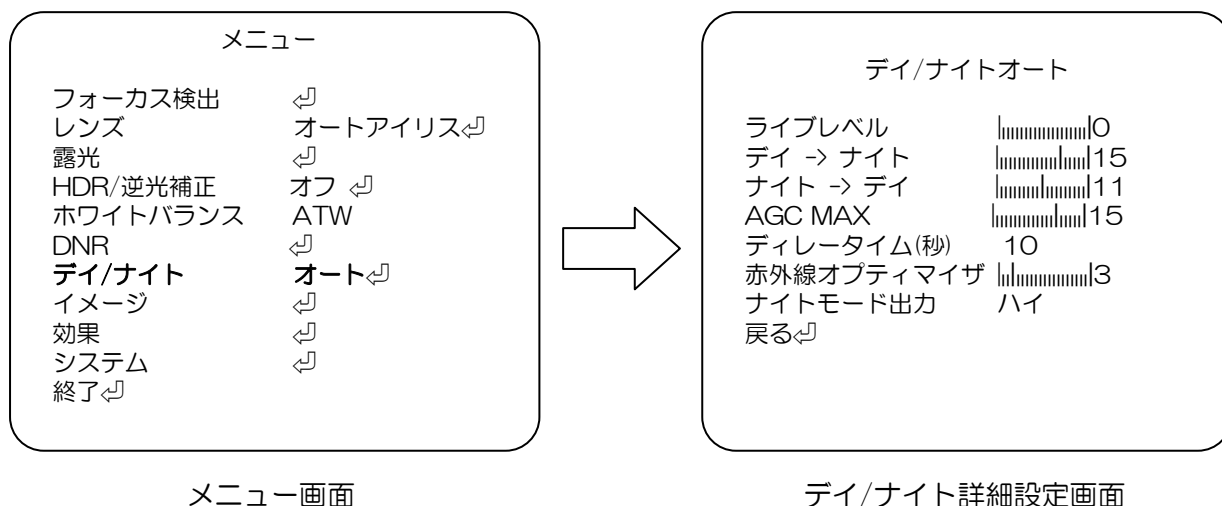 メニュー
フォーカス検出 ⏎
レンズ オートアイリス⏎
露光 ⏎
HDR/逆光補正 オフ ⏎
ホワイトバランス ATW
DNR ⏎
デイ/ナイト オート⏎
イメージ ⏎
効果 ⏎
システム ⏎
終了⏎
メニュー画面
デイ/ナイトオート
ライブレベル 0
デイ -> ナイト 15
ナイト -> デイ 11
AGC MAX 15
ディレータイム(秒) 10
赤外線オプティマイザ 3
ナイトモード出力 ハイ
戻る⏎
デイ/ナイト詳細設定画面